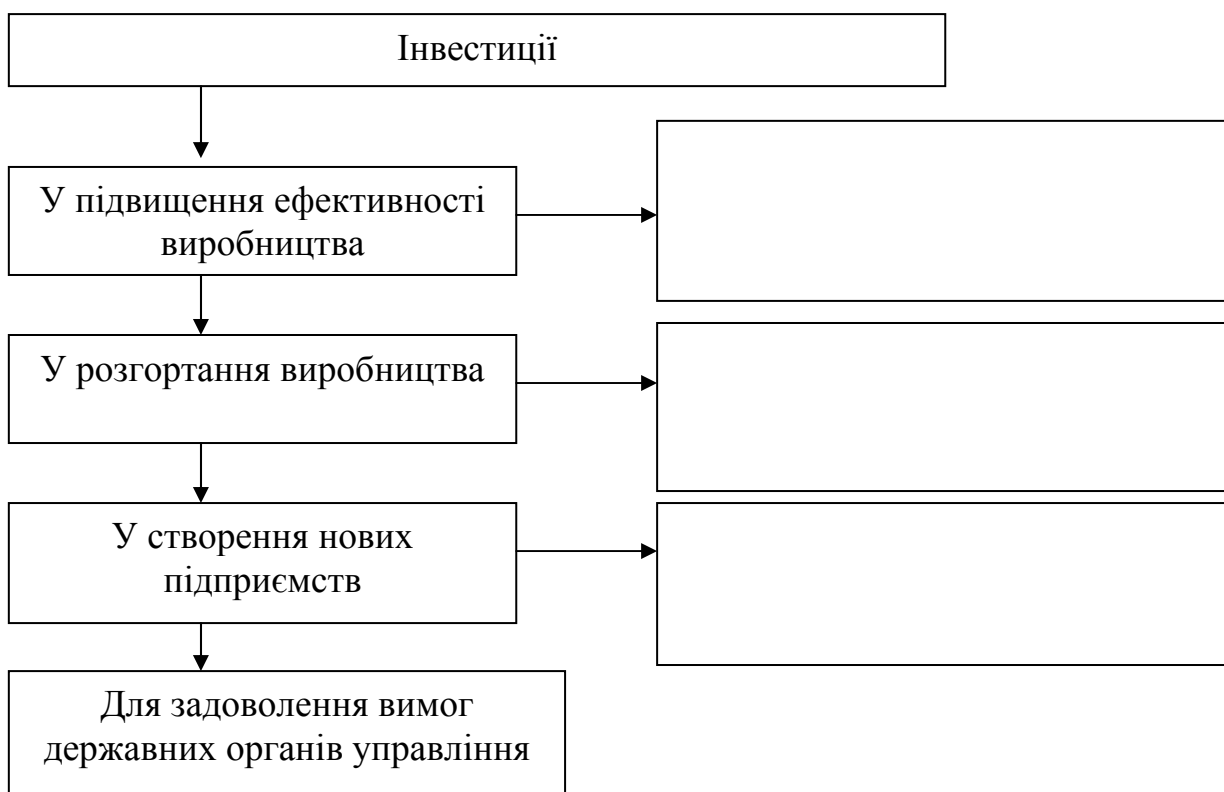 Інвестиції
У підвищення ефективності
виробництва
У розгортання виробництва
У створення нових
підприємств
Для задоволення вимог
державних органів управління